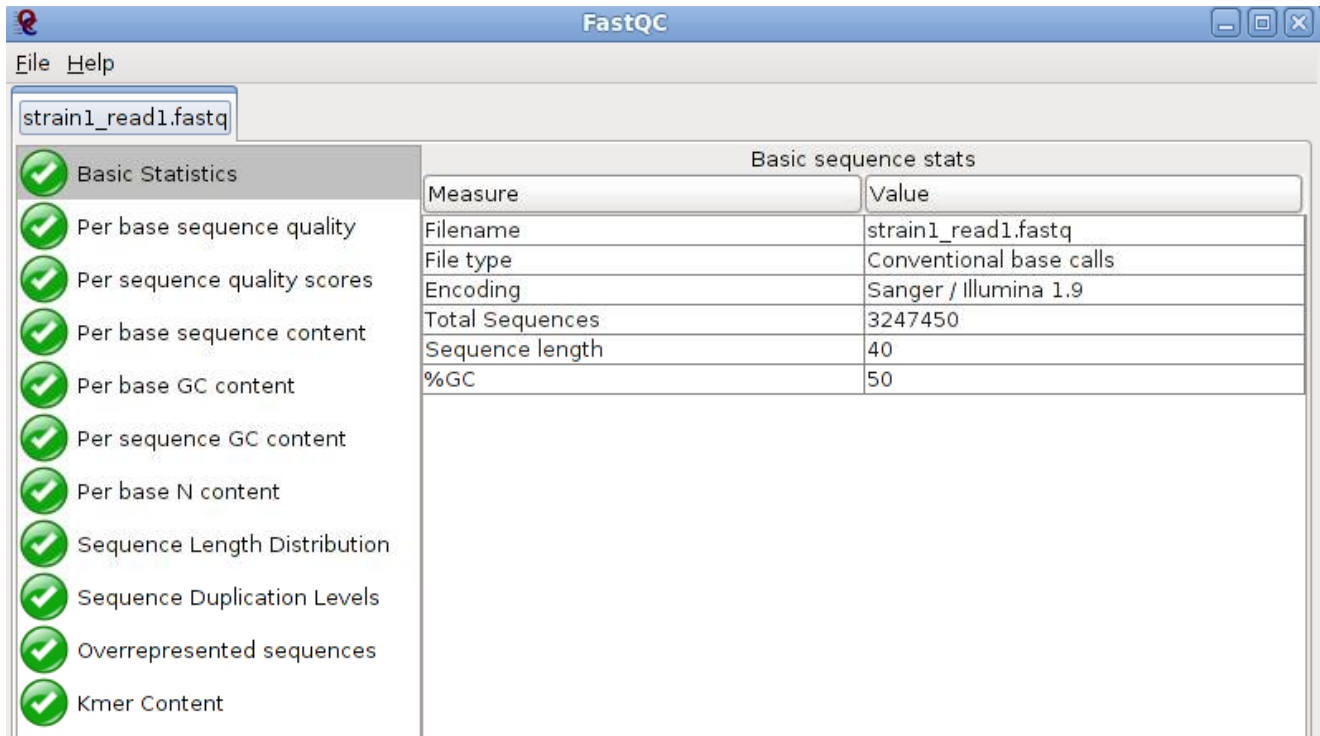 FastQC
File Help
strain1_read1.fastq
Basic Statistics
Per base sequence quality
Per sequence quality scores
Per base sequence content
Per base GC content
Per sequence GC content
Per base N content
Sequence Length Distribution
Sequence Duplication Levels
Overrepresented sequences
Kmer Content
Basic sequence stats
Measure Value
Filename strain1_read1.fastq
File type Conventional base calls
Encoding Sanger / Illumina 1.9
Total Sequences 3247450
Sequence length 40
%GC 50